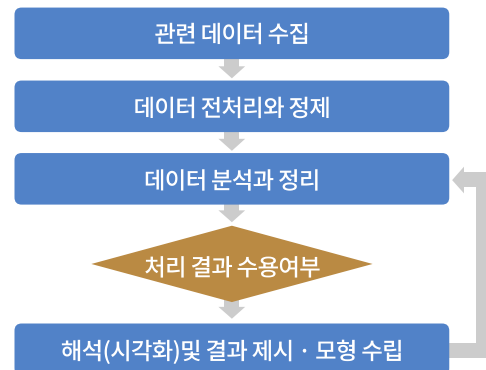 관련 데이터 수집
데이터 전처리와 정제
데이터 분석과 정리
처리 결과 수용여부
해석(시각화)및 결과 제시 · 모형 수립